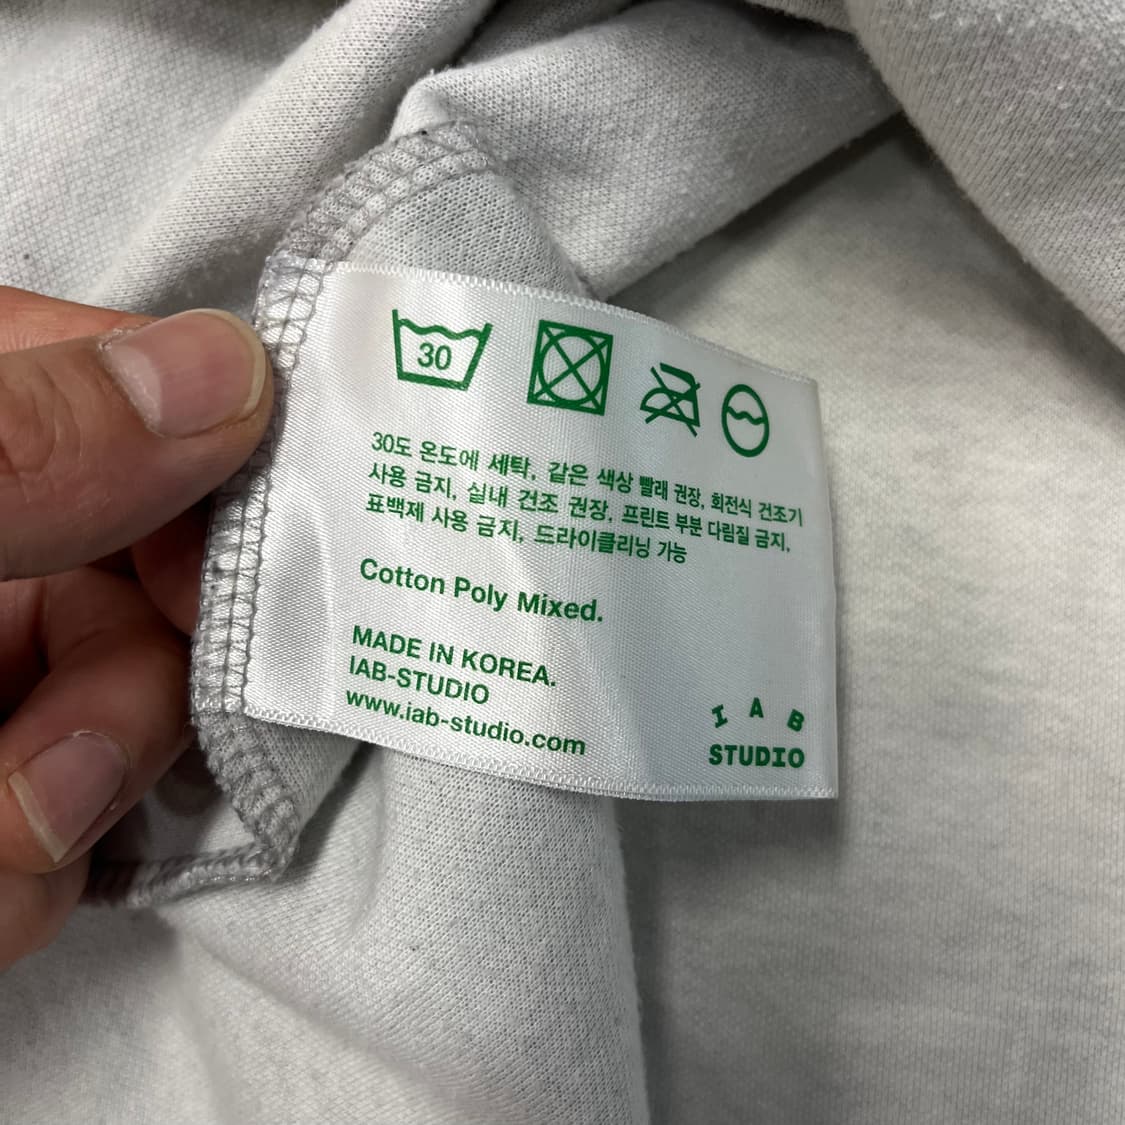 30
30도 온도에 세탁, 같은 색상 빨래 권장, 회전식 건조기
사용 금지, 실내 건조 권장, 프린트 부분 다림질 금지,
표백제 사용 금지, 드라이클리닝 가능
Cotton Poly Mixed.
MADE IN KOREA.
IAB-STUDIO
www.iab-studio.com
I A B
STUDIO